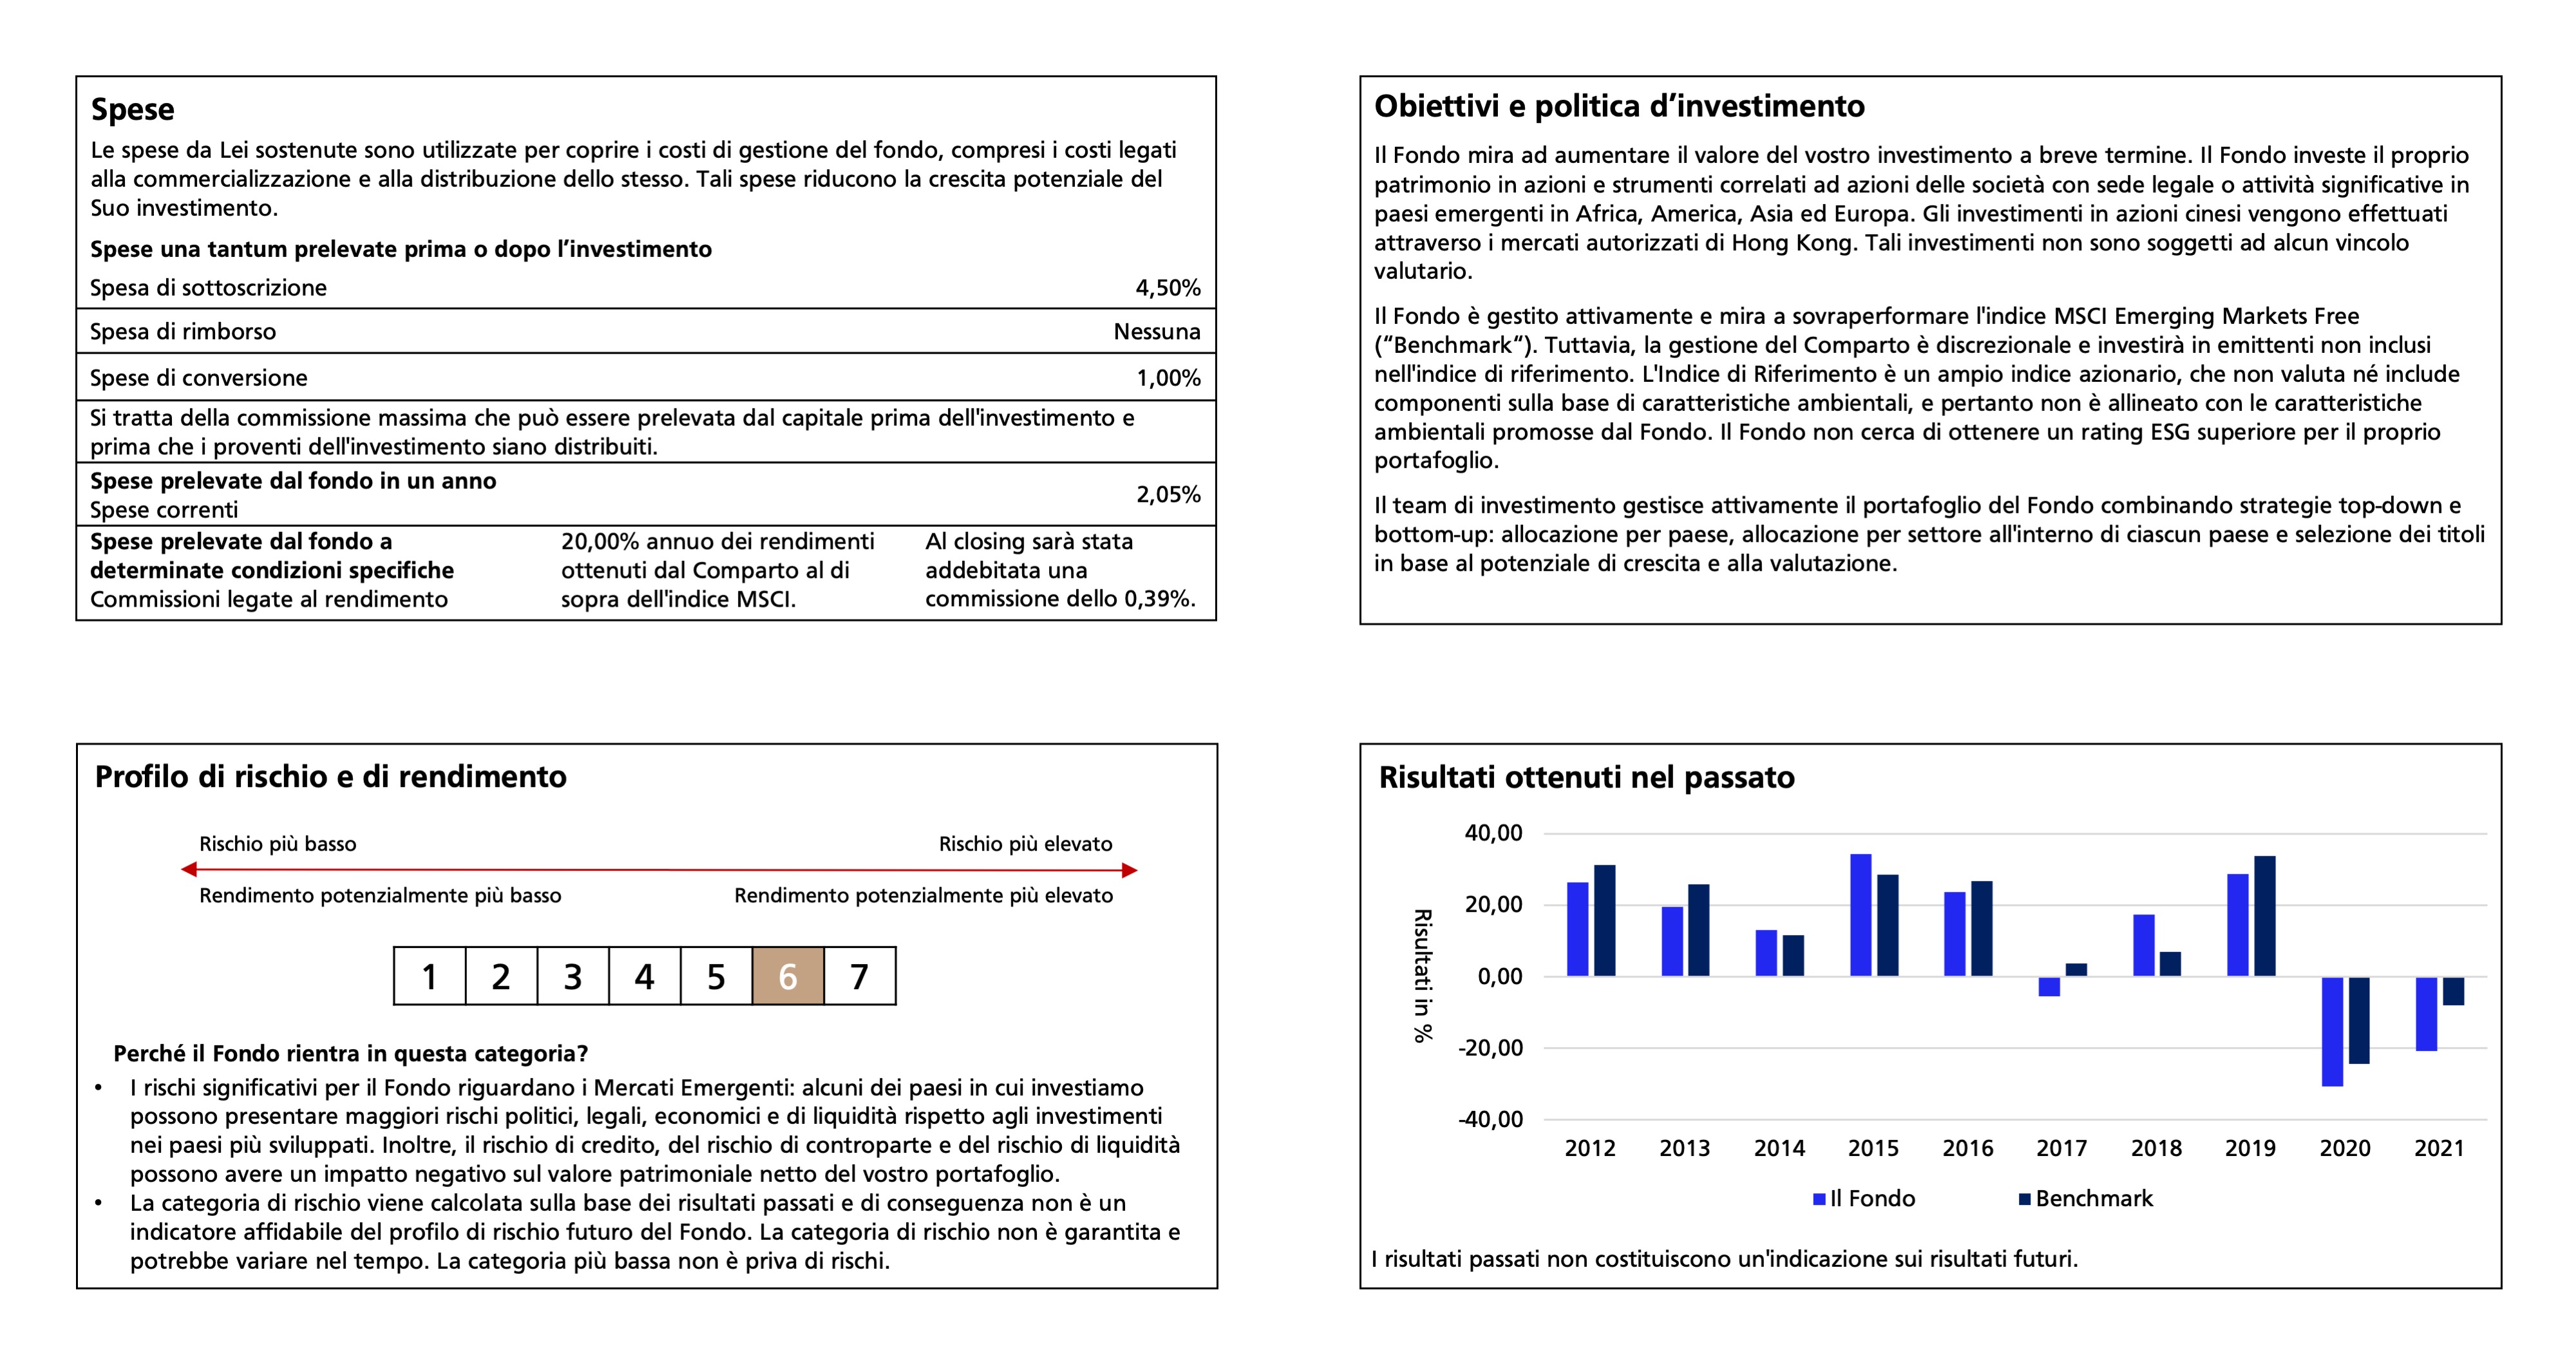 Spese
Le spese da Lei sostenute sono utilizzate per coprire i costi di gestione del fondo, compresi i costi legati
alla commercializzazione e alla distribuzione dello stesso. Tali spese riducono la crescita potenziale del
Suo investimento.
Spese una tantum prelevate prima o dopo l’investimento
Spesa di sottoscrizione 4,50%
Spesa di rimborso Nessuna
Spese di conversione 1,00%
Si tratta della commissione massima che può essere prelevata dal capitale prima dell'investimento e
prima che i proventi dell'investimento siano distribuiti.
Spese prelevate dal fondo in un anno
Spese correnti
2,05%
Spese prelevate dal fondo a
determinate condizioni specifiche
Commissioni legate al rendimento
20,00% annuo dei rendimenti
ottenuti dal Comparto al di
sopra dell'indice MSCI.
Al closing sarà stata
addebitata una
commissione dello 0,39%.
Obiettivi e politica d’investimento
Il Fondo mira ad aumentare il valore del vostro investimento a breve termine. Il Fondo investe il proprio
patrimonio in azioni e strumenti correlati ad azioni delle società con sede legale o attività significative in
paesi emergenti in Africa, America, Asia ed Europa. Gli investimenti in azioni cinesi vengono effettuati
attraverso i mercati autorizzati di Hong Kong. Tali investimenti non sono soggetti ad alcun vincolo
valutario.
Il Fondo è gestito attivamente e mira a sovraperformare l'indice MSCI Emerging Markets Free
(“Benchmark“). Tuttavia, la gestione del Comparto è discrezionale e investirà in emittenti non inclusi
nell'indice di riferimento. L'Indice di Riferimento è un ampio indice azionario, che non valuta né include
componenti sulla base di caratteristiche ambientali, e pertanto non è allineato con le caratteristiche
ambientali promosse dal Fondo. Il Fondo non cerca di ottenere un rating ESG superiore per il proprio
portafoglio.
Il team di investimento gestisce attivamente il portafoglio del Fondo combinando strategie top-down e
bottom-up: allocazione per paese, allocazione per settore all'interno di ciascun paese e selezione dei titoli
in base al potenziale di crescita e alla valutazione.
Profilo di rischio e di rendimento
Rischio più basso Rischio più elevato
Rendimento potenzialmente più basso Rendimento potenzialmente più elevato
1 2 3 4 5 6 7
Perché il Fondo rientra in questa categoria?
• I rischi significativi per il Fondo riguardano i Mercati Emergenti: alcuni dei paesi in cui investiamo
possono presentare maggiori rischi politici, legali, economici e di liquidità rispetto agli investimenti
nei paesi più sviluppati. Inoltre, il rischio di credito, del rischio di controparte e del rischio di liquidità
possono avere un impatto negativo sul valore patrimoniale netto del vostro portafoglio.
• La categoria di rischio viene calcolata sulla base dei risultati passati e di conseguenza non è un
indicatore affidabile del profilo di rischio futuro del Fondo. La categoria di rischio non è garantita e
potrebbe variare nel tempo. La categoria più bassa non è priva di rischi.
Risultati ottenuti nel passato
Risultati in %
40,00
20,00
0,00
-20,00
-40,00
2012 2013 2014 2015 2016 2017 2018 2019 2020 2021
Il Fondo Benchmark
I risultati passati non costituiscono un'indicazione sui risultati futuri.